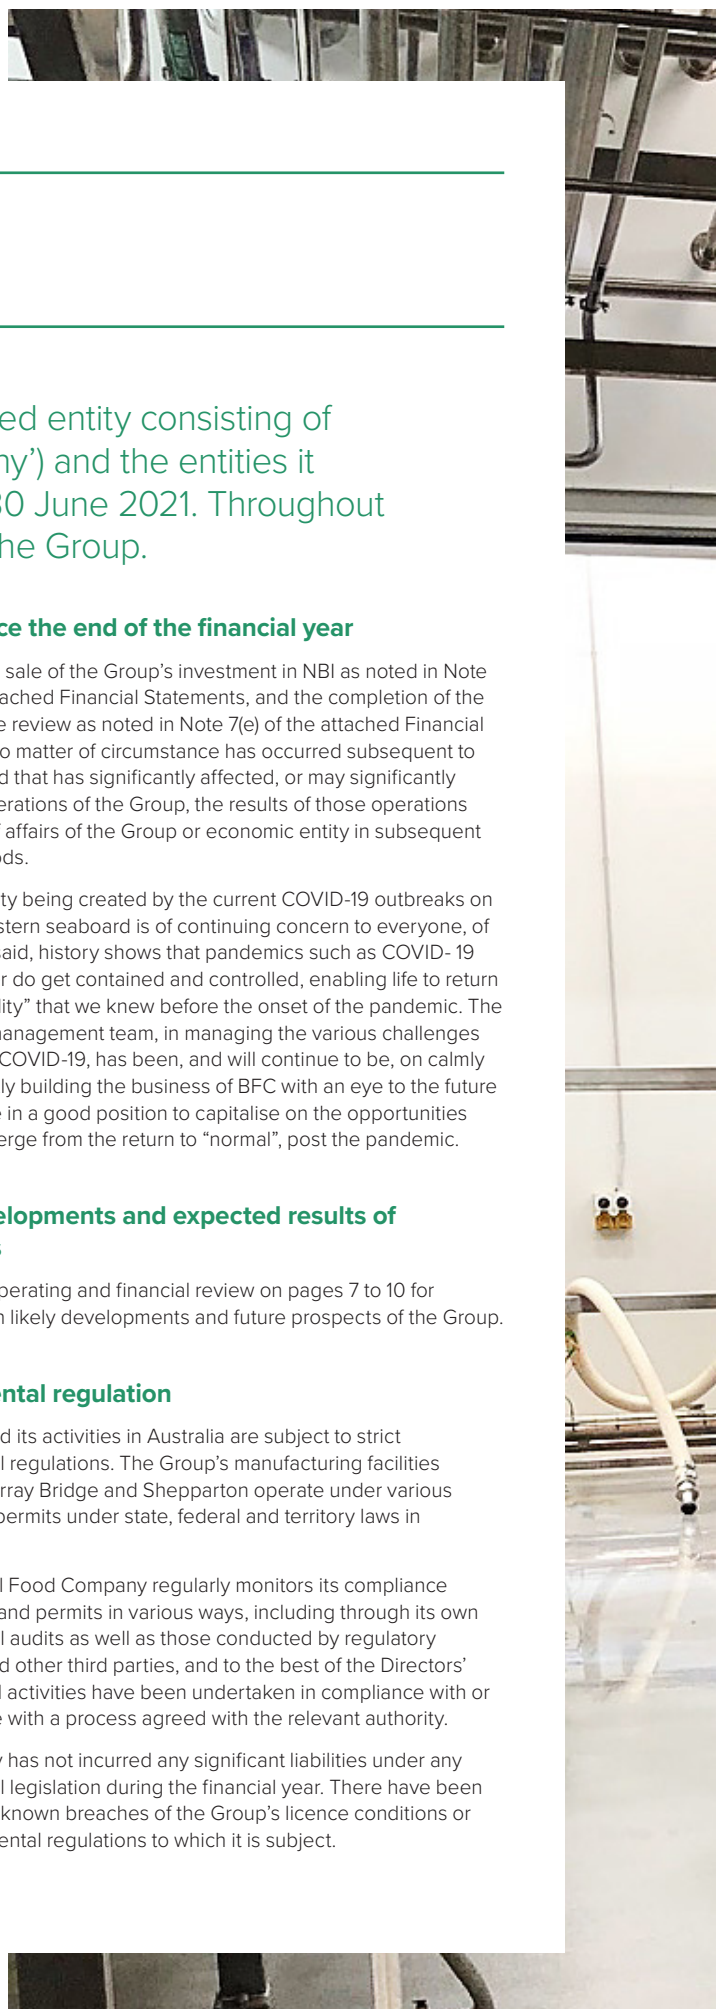 ed entity consisting of
ny’) and the entities it
30 June 2021. Throughout
he Group.
ce the end of the financial year
sale of the Group’s investment in NBI as noted in Note
ached Financial Statements, and the completion of the
e review as noted in Note 7(e) of the attached Financial
o matter of circumstance has occurred subsequent to
d that has significantly affected, or may significantly
erations of the Group, the results of those operations
affairs of the Group or economic entity in subsequent
ods.
ty being created by the current COVID-19 outbreaks on
stern seaboard is of continuing concern to everyone, of
said, history shows that pandemics such as COVID- 19
r do get contained and controlled, enabling life to return
lity” that we knew before the onset of the pandemic. The
management team, in managing the various challenges
COVID-19, has been, and will continue to be, on calmly
ly building the business of BFC with an eye to the future
e in a good position to capitalise on the opportunities
erge from the return to “normal”, post the pandemic.
elopments and expected results of
s
perating and financial review on pages 7 to 10 for
n likely developments and future prospects of the Group.
ental regulation
d its activities in Australia are subject to strict
l regulations. The Group’s manufacturing facilities
rray Bridge and Shepparton operate under various
permits under state, federal and territory laws in
l Food Company regularly monitors its compliance
and permits in various ways, including through its own
l audits as well as those conducted by regulatory
d other third parties, and to the best of the Directors’
l activities have been undertaken in compliance with or
e with a process agreed with the relevant authority.
y has not incurred any significant liabilities under any
l legislation during the financial year. There have been
known breaches of the Group’s licence conditions or
ental regulations to which it is subject.